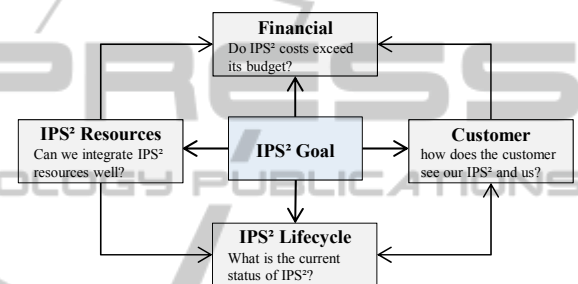 Financial
Do IPS² costs exceed
its budget?
IPS² Resources
Can we integrate IPS²
resources well?
IPS² Goal
Customer
how does the customer
see our IPS² and us?
IPS² Lifecycle
What is the current
status of IPS²?